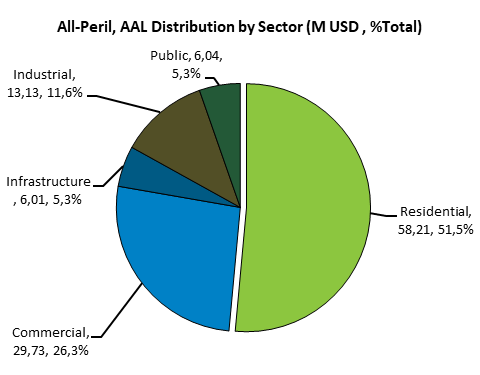 All-Peril, AAL Distribution by Sector (M USD , %Total)
Public, 6,04,
5,3%
Industrial,
13,13, 11,6%
Infrastructure
, 6,01, 5,3%
Residential,
58,21, 51,5%
Commercial,
29,73, 26,3%